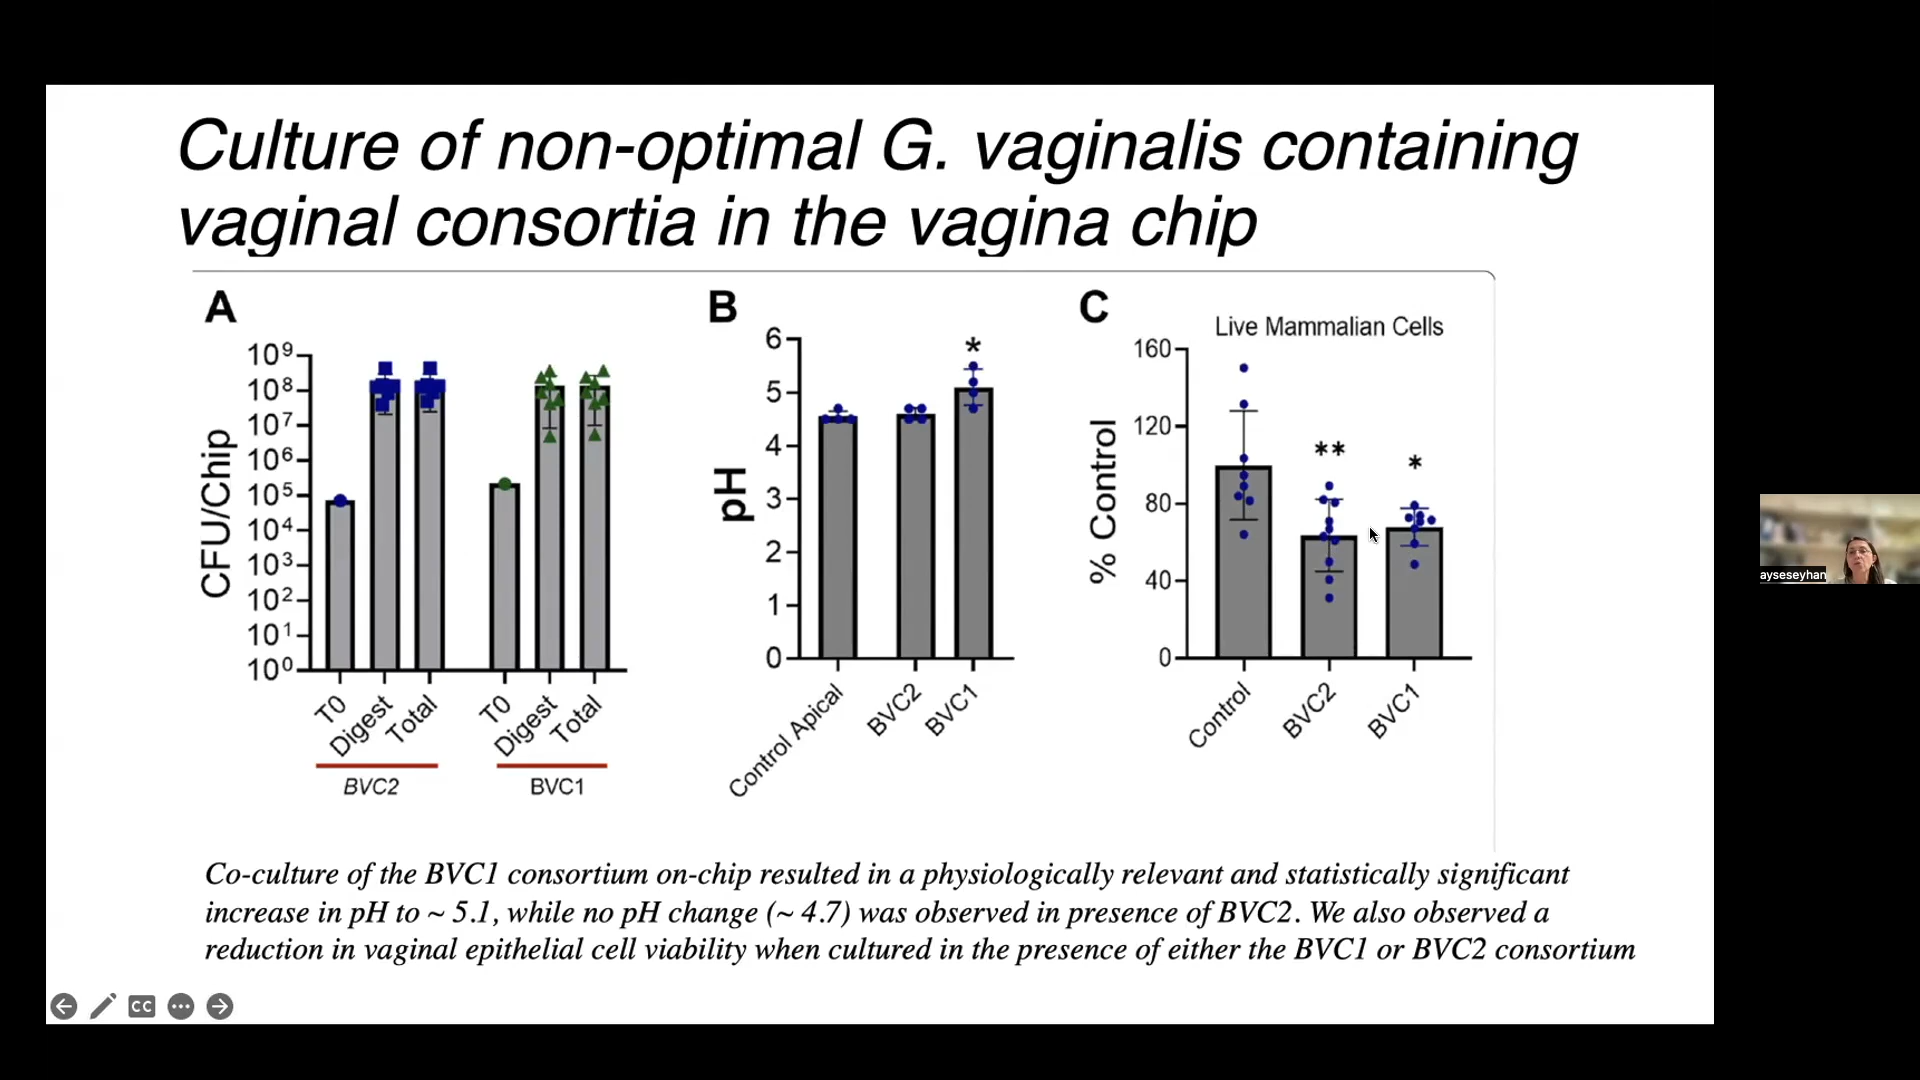 Culture of non-optimal G. vaginalis containing
vaginal consortia in the vagina chip
A
CFU/Chip
10⁹
10⁸
10⁷
10⁶
10⁵
10⁴
10³
10²
10¹
10⁰
T0
Digest
Total
T0
Digest
Total
BVC2
BVC1
B
pH
6
5
4
3
2
1
0
*
Control Apical
BVC2
BVC1
C
Live Mammalian Cells
% Control
160
120
80
40
0
**
*
Control
BVC2
BVC1
Co-culture of the BVC1 consortium on-chip resulted in a physiologically relevant and statistically significant
increase in pH to ~ 5.1, while no pH change (~ 4.7) was observed in presence of BVC2. We also observed a
reduction in vaginal epithelial cell viability when cultured in the presence of either the BVC1 or BVC2 consortium
CC
ayseseyhan